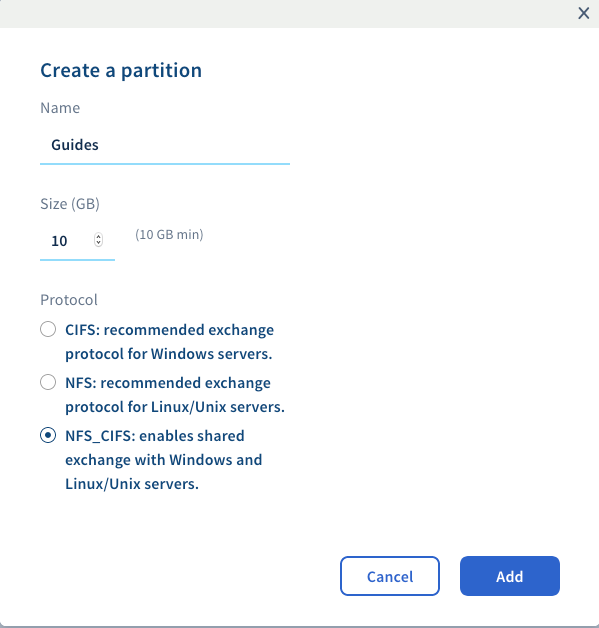 Create a partition
Name
Guides
Size (GB)
10
(10 GB min)
Protocol
CIFS: recommended exchange
protocol for Windows servers.
NFS: recommended exchange
protocol for Linux/Unix servers.
NFS_CIFS: enables shared
exchange with Windows and
Linux/Unix servers.
Cancel
Add